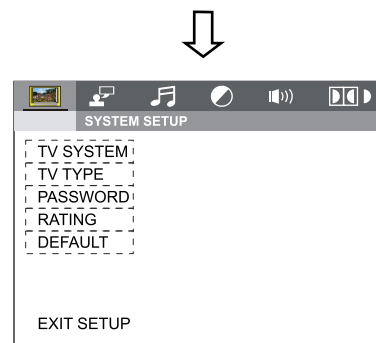 SYSTEM SETUP
TV SYSTEM
TV TYPE
PASSWORD
RATING
DEFAULT
EXIT SETUP